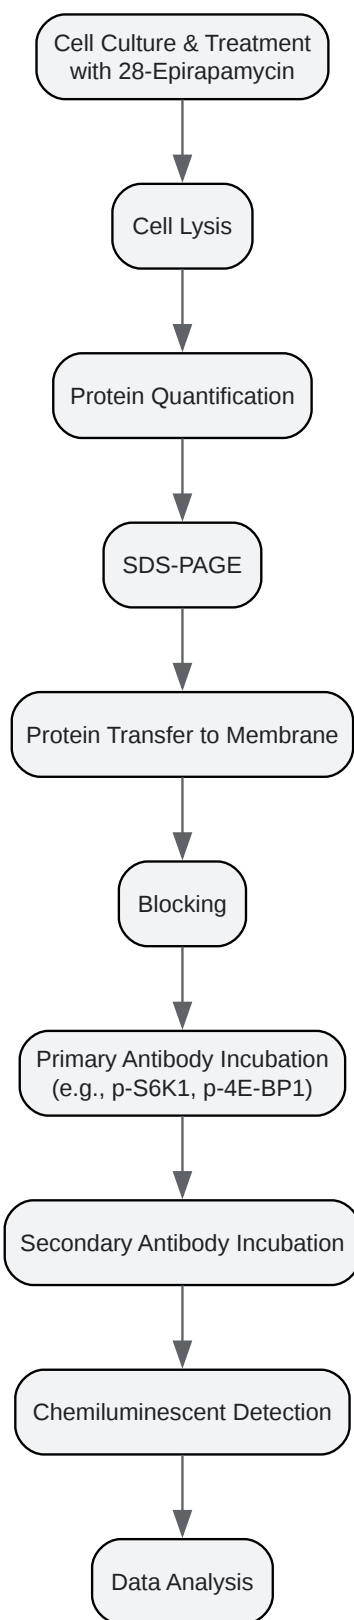 Cell Culture & Treatment
with 28-Epirapamycin
Cell Lysis
Protein Quantification
SDS-PAGE
Protein Transfer to Membrane
Blocking
Primary Antibody Incubation
(e.g., p-S6K1, p-4E-BP1)
Secondary Antibody Incubation
Chemiluminescent Detection
Data Analysis